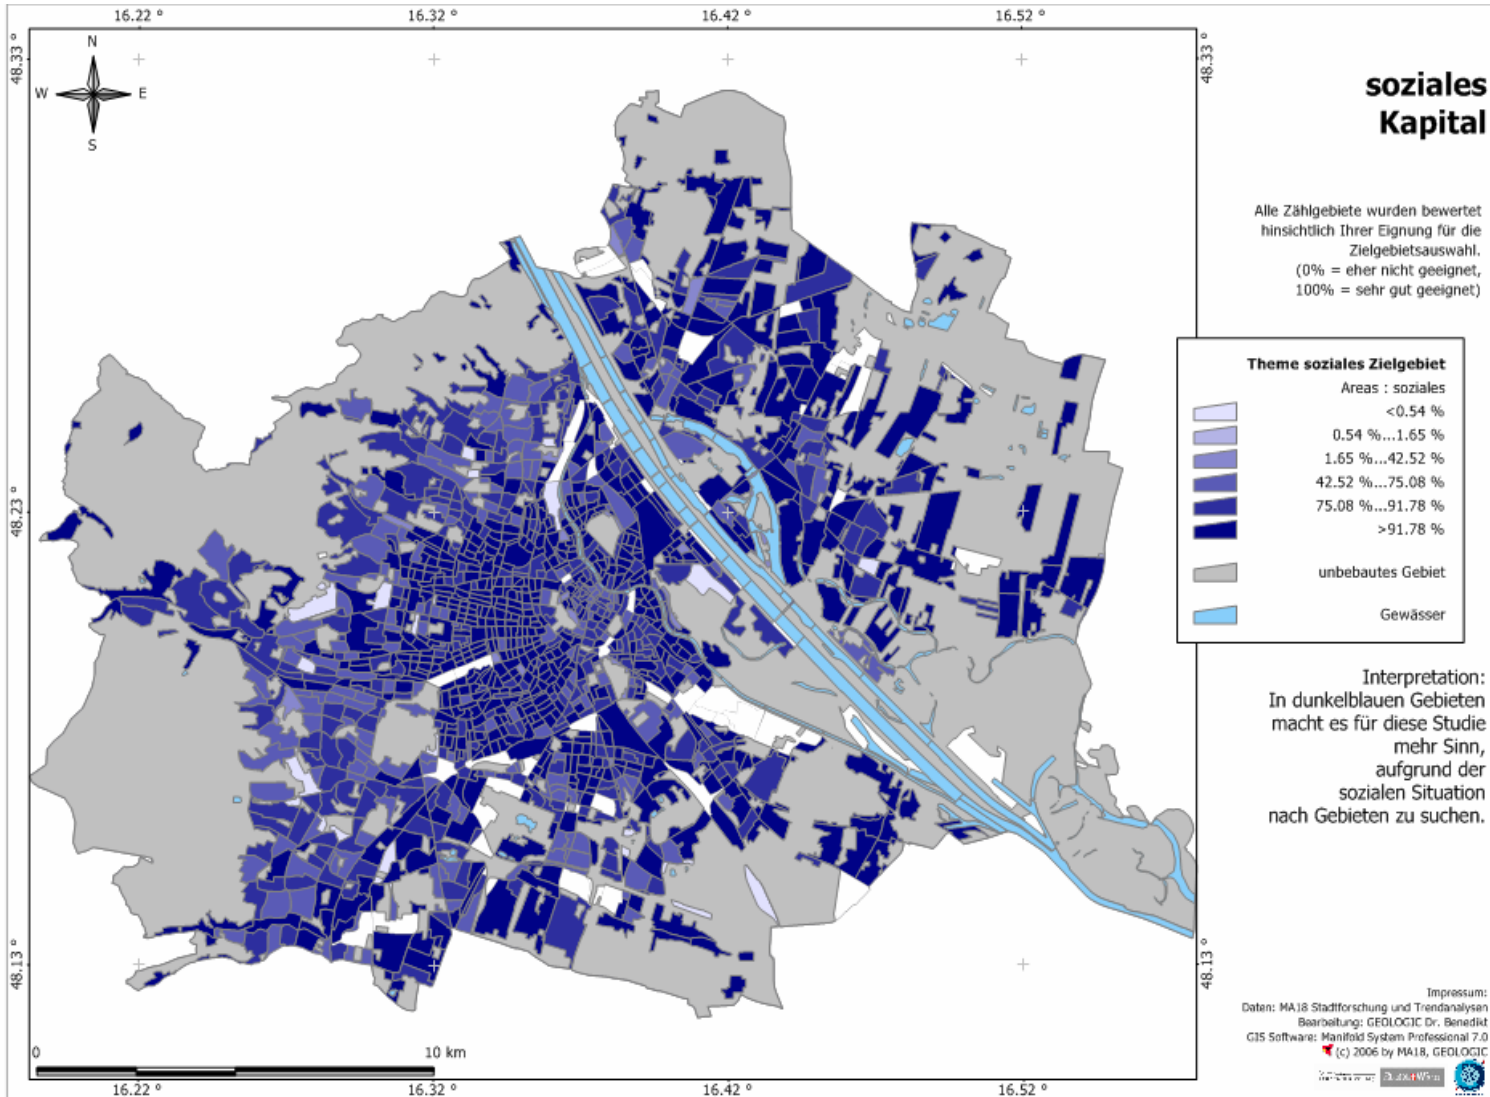 16.22 °
16.32 °
16.42 °
16.52 °
48.33 °
48.33 °
N
W
E
S
soziales
Kapital
Alle Zählgebiete wurden bewertet
hinsichtlich Ihrer Eignung für die
Zielgebietsauswahl.
(0% = eher nicht geeignet,
100% = sehr gut geeignet)
Theme soziales Zielgebiet
Areas : soziales
<0.54 %
0.54 %...1.65 %
1.65 %...42.52 %
42.52 %...75.08 %
75.08 %...91.78 %
>91.78 %
unbebautes Gebiet
Gewässer
48.23 °
Interpretation:
In dunkelblauen Gebieten
macht es für diese Studie
mehr Sinn,
aufgrund der
sozialen Situation
nach Gebieten zu suchen.
48.13 °
48.13 °
Impressum:
Daten: MA18 Stadtforschung und Trendanalysen
Bearbeitung: GEOLOGIC Dr. Benedikt
GIS Software: Manifold System Professional 7.0
(c) 2006 by MA18, GEOLOGIC
0
10 km
16.22 °
16.32 °
16.42 °
16.52 °